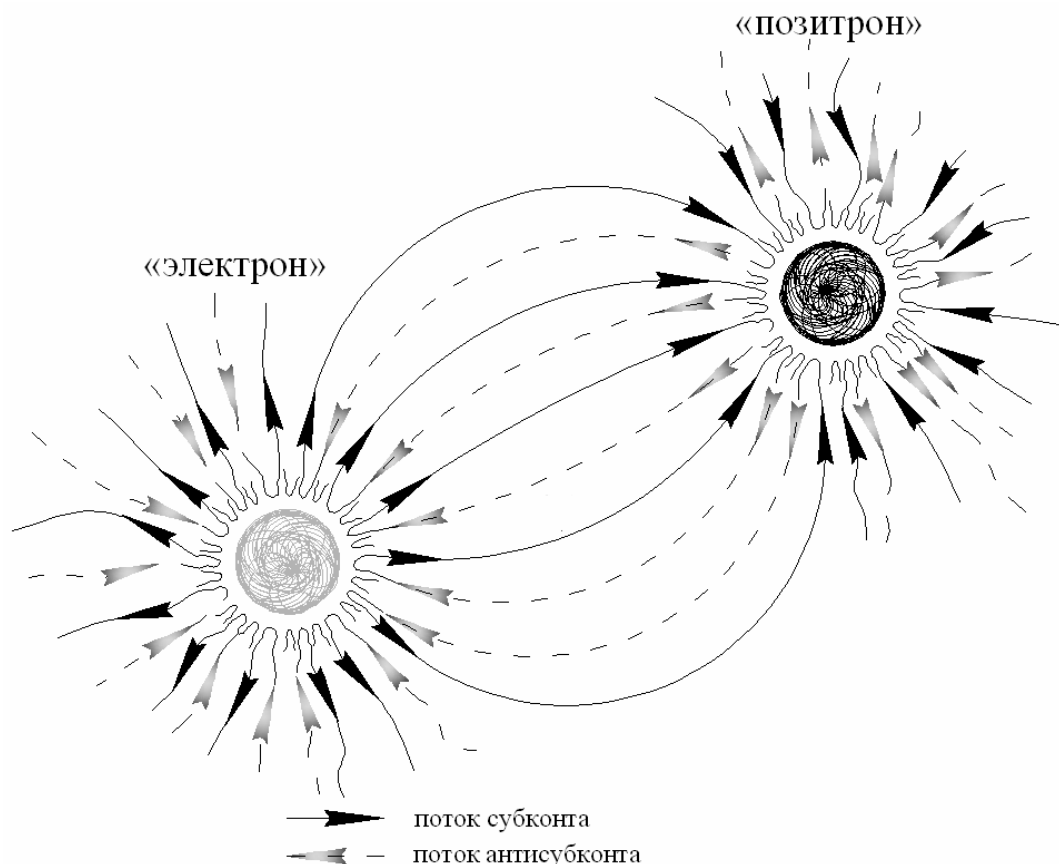 «позитрон»
«электрон»
поток субконта
поток антисубконта